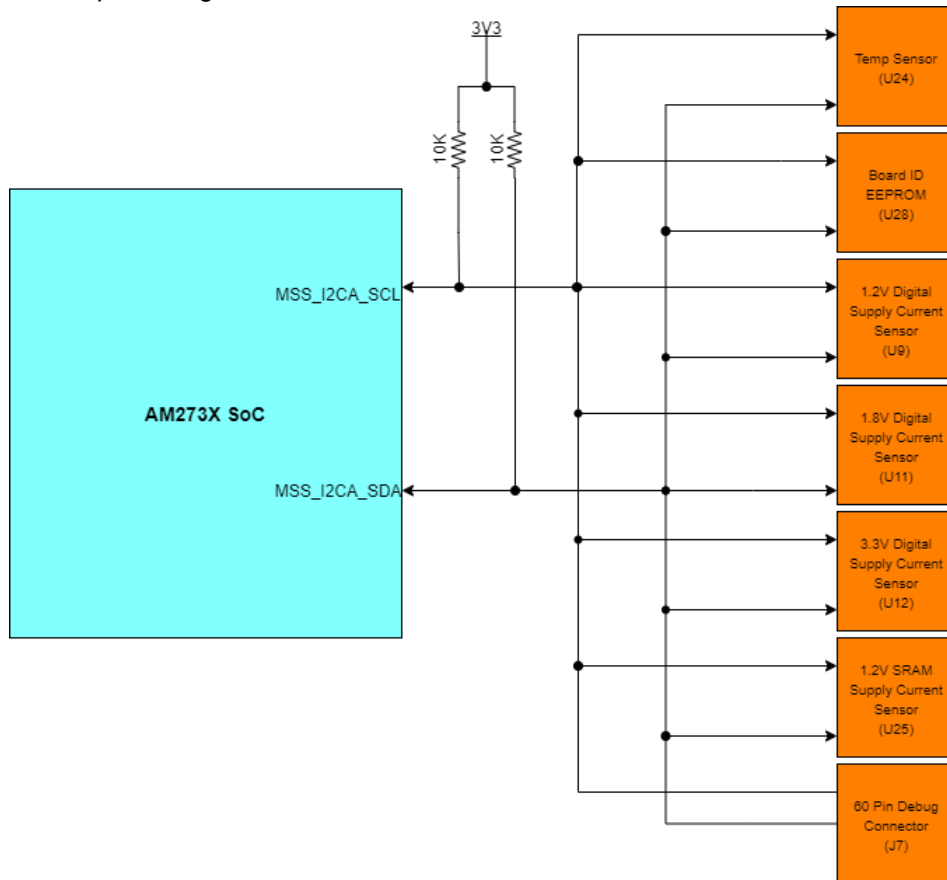 3V3
10K
10K
Temp Sensor
(U24)
Board ID
EEPROM
(U28)
MSS_I2CA_SCL
1.2V Digital
Supply Current
Sensor
(U9)
AM273X SoC
1.8V Digital
Supply Current
Sensor
(U11)
MSS_I2CA_SDA
3.3V Digital
Supply Current
Sensor
(U12)
1.2V SRAM
Supply Current
Sensor
(U25)
60 Pin Debug
Connector
(J7)